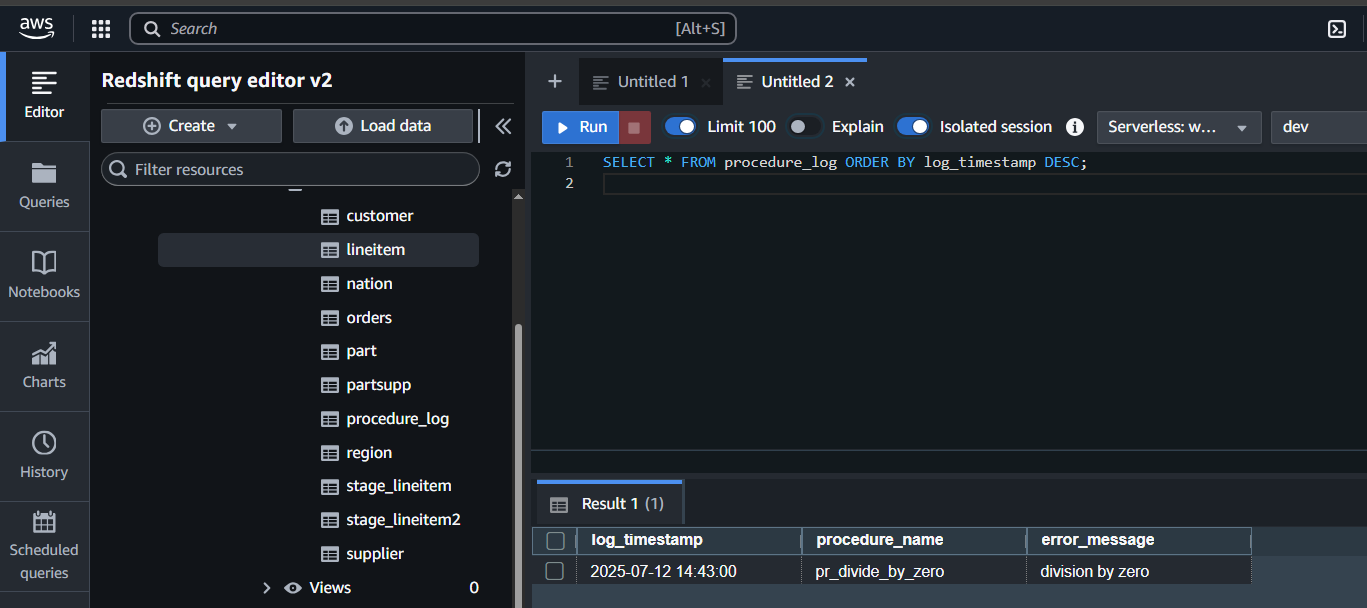 aws
Search [Alt+S]
Editor
Queries
Notebooks
Charts
History
Scheduled queries
Redshift query editor v2
Create
Load data
Filter resources
customer
lineitem
nation
orders
part
partsupp
procedure_log
region
stage_lineitem
stage_lineitem2
supplier
Views 0
+ Untitled 1 × Untitled 2 ×
Run Limit 100 Explain Isolated session i Serverless: w... dev
1 SELECT * FROM procedure_log ORDER BY log_timestamp DESC;
2
Result 1 (1)
log_timestamp procedure_name error_message
2025-07-12 14:43:00 pr_divide_by_zero division by zero